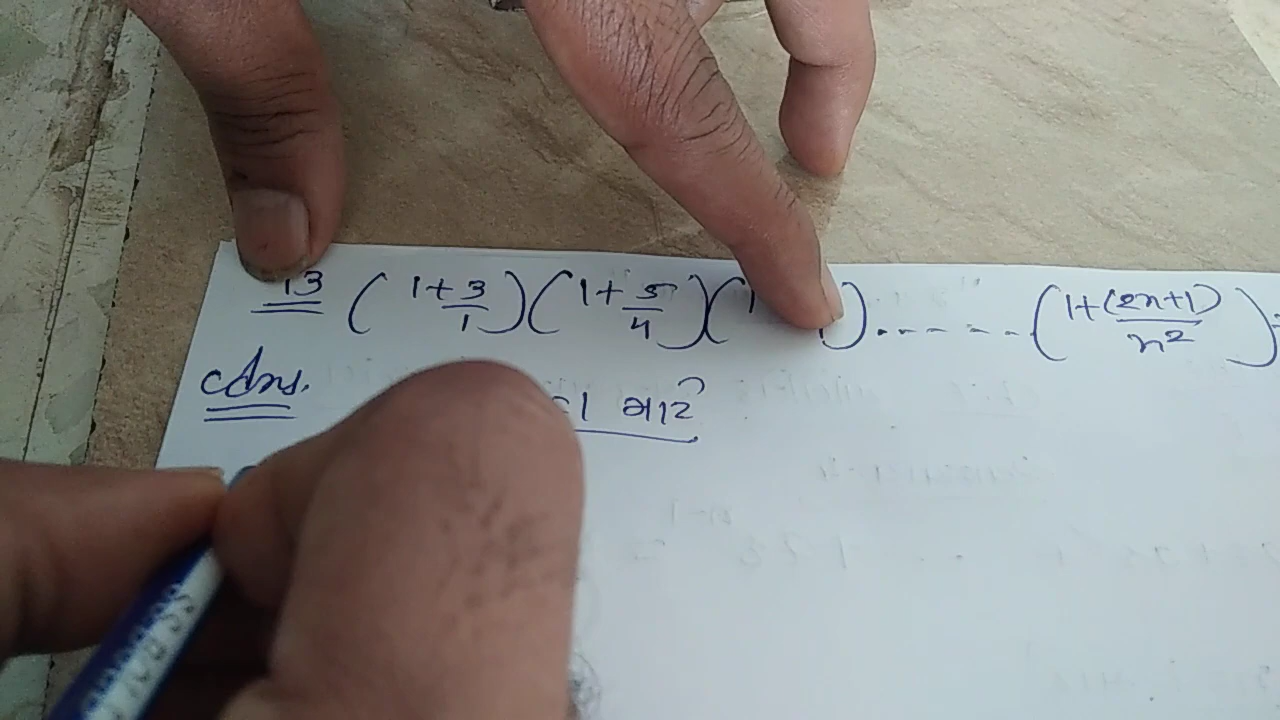 13 (1+3/1)(1+5/4)(1 ).......(1+(2n+1)/n²)=
Ans.